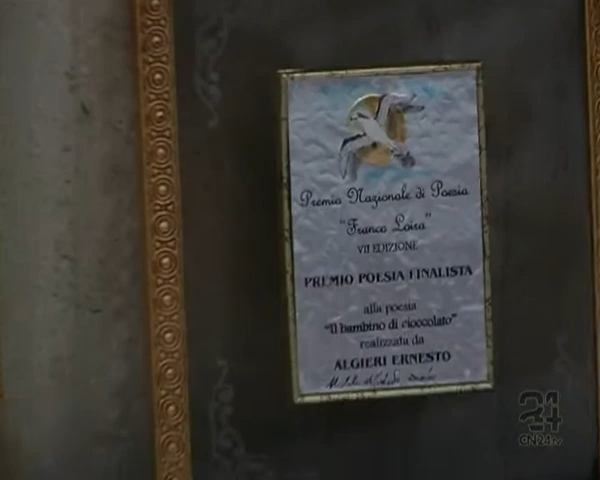 Premio Nazionale di Poesia
"Franco Loira"
VII EDIZIONE
PREMIO POESIA FINALISTA
alla poesia
"Il bambino di cioccolato"
realizzata da
ALGIERI ERNESTO
24
CN24tv